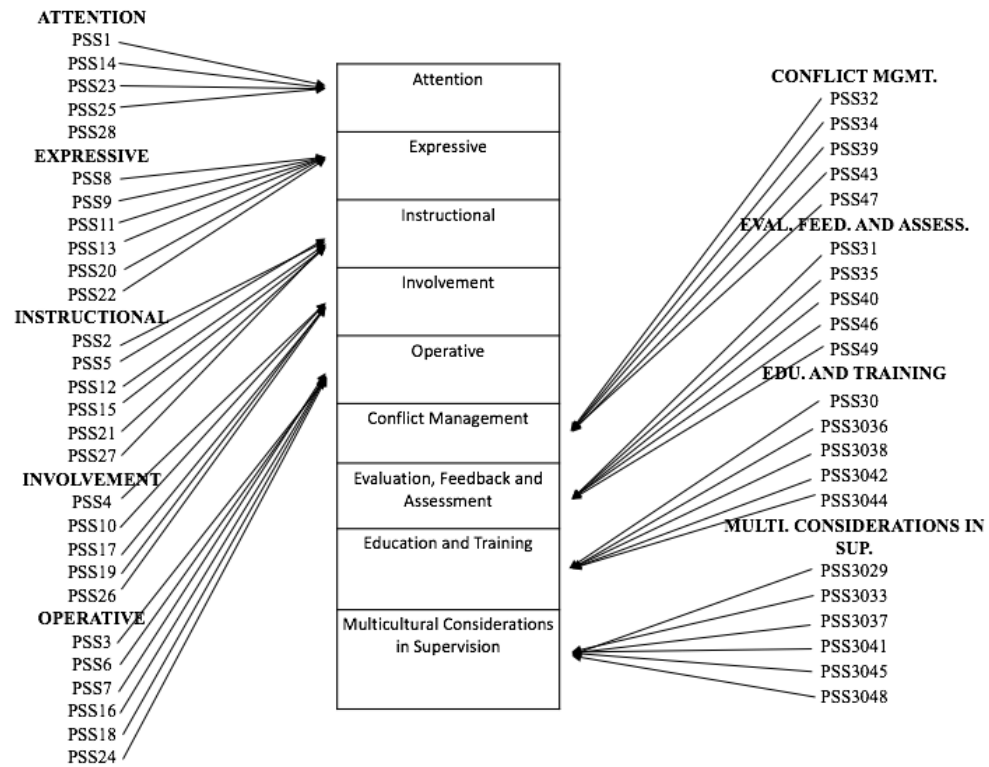 ATTENTION
PSS1
PSS14
PSS23
PSS25
PSS28
EXPRESSIVE
PSS8
PSS9
PSS11
PSS13
PSS20
PSS22
INSTRUCTIONAL
PSS2
PSS5
PSS12
PSS15
PSS21
PSS27
INVOLVEMENT
PSS4
PSS10
PSS17
PSS19
PSS26
OPERATIVE
PSS3
PSS6
PSS7
PSS16
PSS18
PSS24
Attention
Expressive
Instructional
Involvement
Operative
Conflict Management
Evaluation, Feedback and
Assessment
Education and Training
Multicultural Considerations
in Supervision
CONFLICT MGMT.
PSS32
PSS34
PSS39
PSS43
PSS47
EVAL. FEED. AND ASSESS.
PSS31
PSS35
PSS40
PSS46
PSS49
EDU. AND TRAINING
PSS30
PSS3036
PSS3038
PSS3042
PSS3044
MULTI. CONSIDERATIONS IN
SUP.
PSS3029
PSS3033
PSS3037
PSS3041
PSS3045
PSS3048